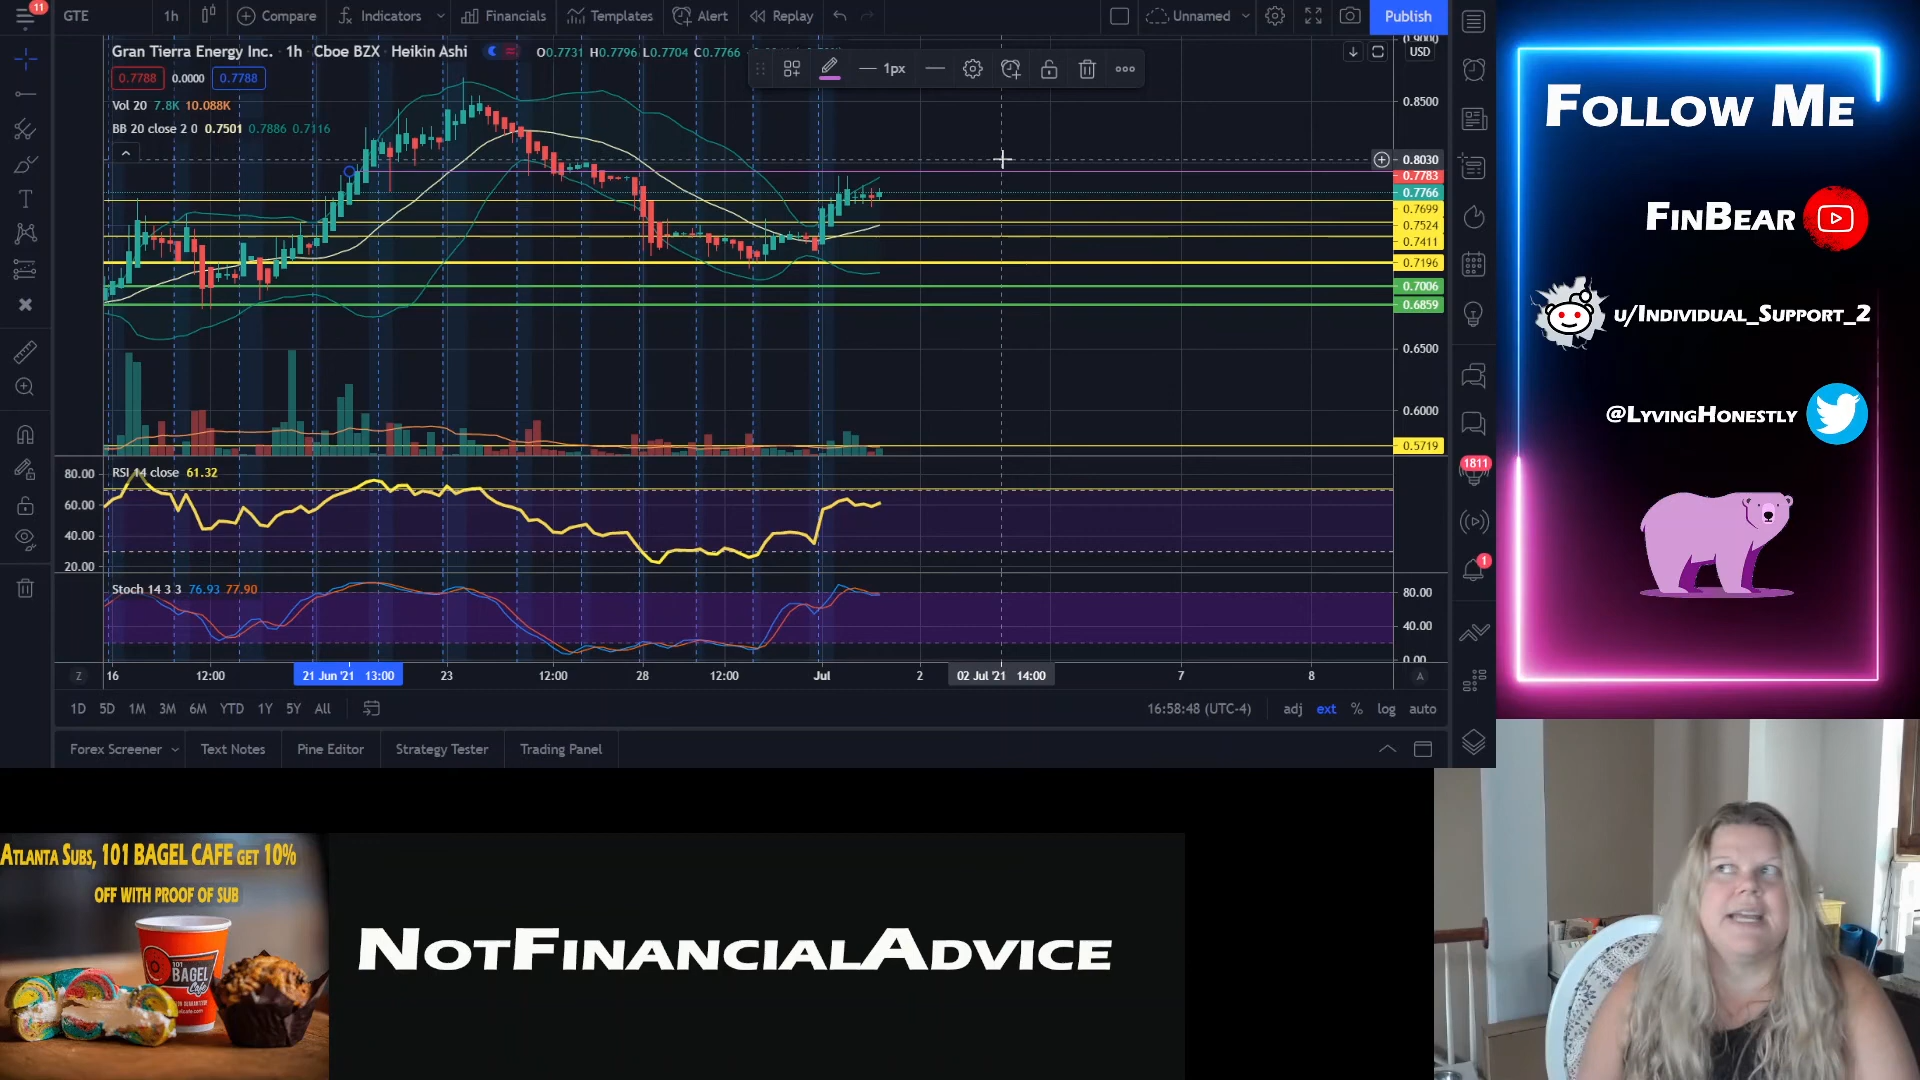 11
GTE
1h
Compare
Indicators
Financials
Templates
Alert
Replay
Unnamed
Publish
Gran Tierra Energy Inc. · 1h · Cboe BZX · Heikin Ashi
O0.7731 H0.7796 L0.7704 C0.7766
0.7788 0.0000 0.7788
Vol 20 7.8K 10.088K
BB 20 close 2 0 0.7501 0.7886 0.7116
1px
USD
0.9000
0.8500
0.8030
0.7783
0.7766
0.7699
0.7524
0.7411
0.7196
0.7006
0.6859
0.6500
0.6000
0.5719
RSI 14 close 61.32
80.00
60.00
40.00
20.00
Stoch 14 3 3 76.93 77.90
80.00
40.00
0.00
Z
16
12:00
21 Jun '21 13:00
23
12:00
28
12:00
Jul
2
02 Jul '21 14:00
7
8
A
1D 5D 1M 3M 6M YTD 1Y 5Y All
16:58:48 (UTC-4)
adj ext % log auto
Forex Screener
Text Notes
Pine Editor
Strategy Tester
Trading Panel
1811
1
Follow Me
FinBear
u/Individual_Support_2
@LyvingHonestly
Atlanta Subs, 101 BAGEL CAFE get 10%
off with proof of sub
101
BAGEL
Cafe
NotFinancialAdvice